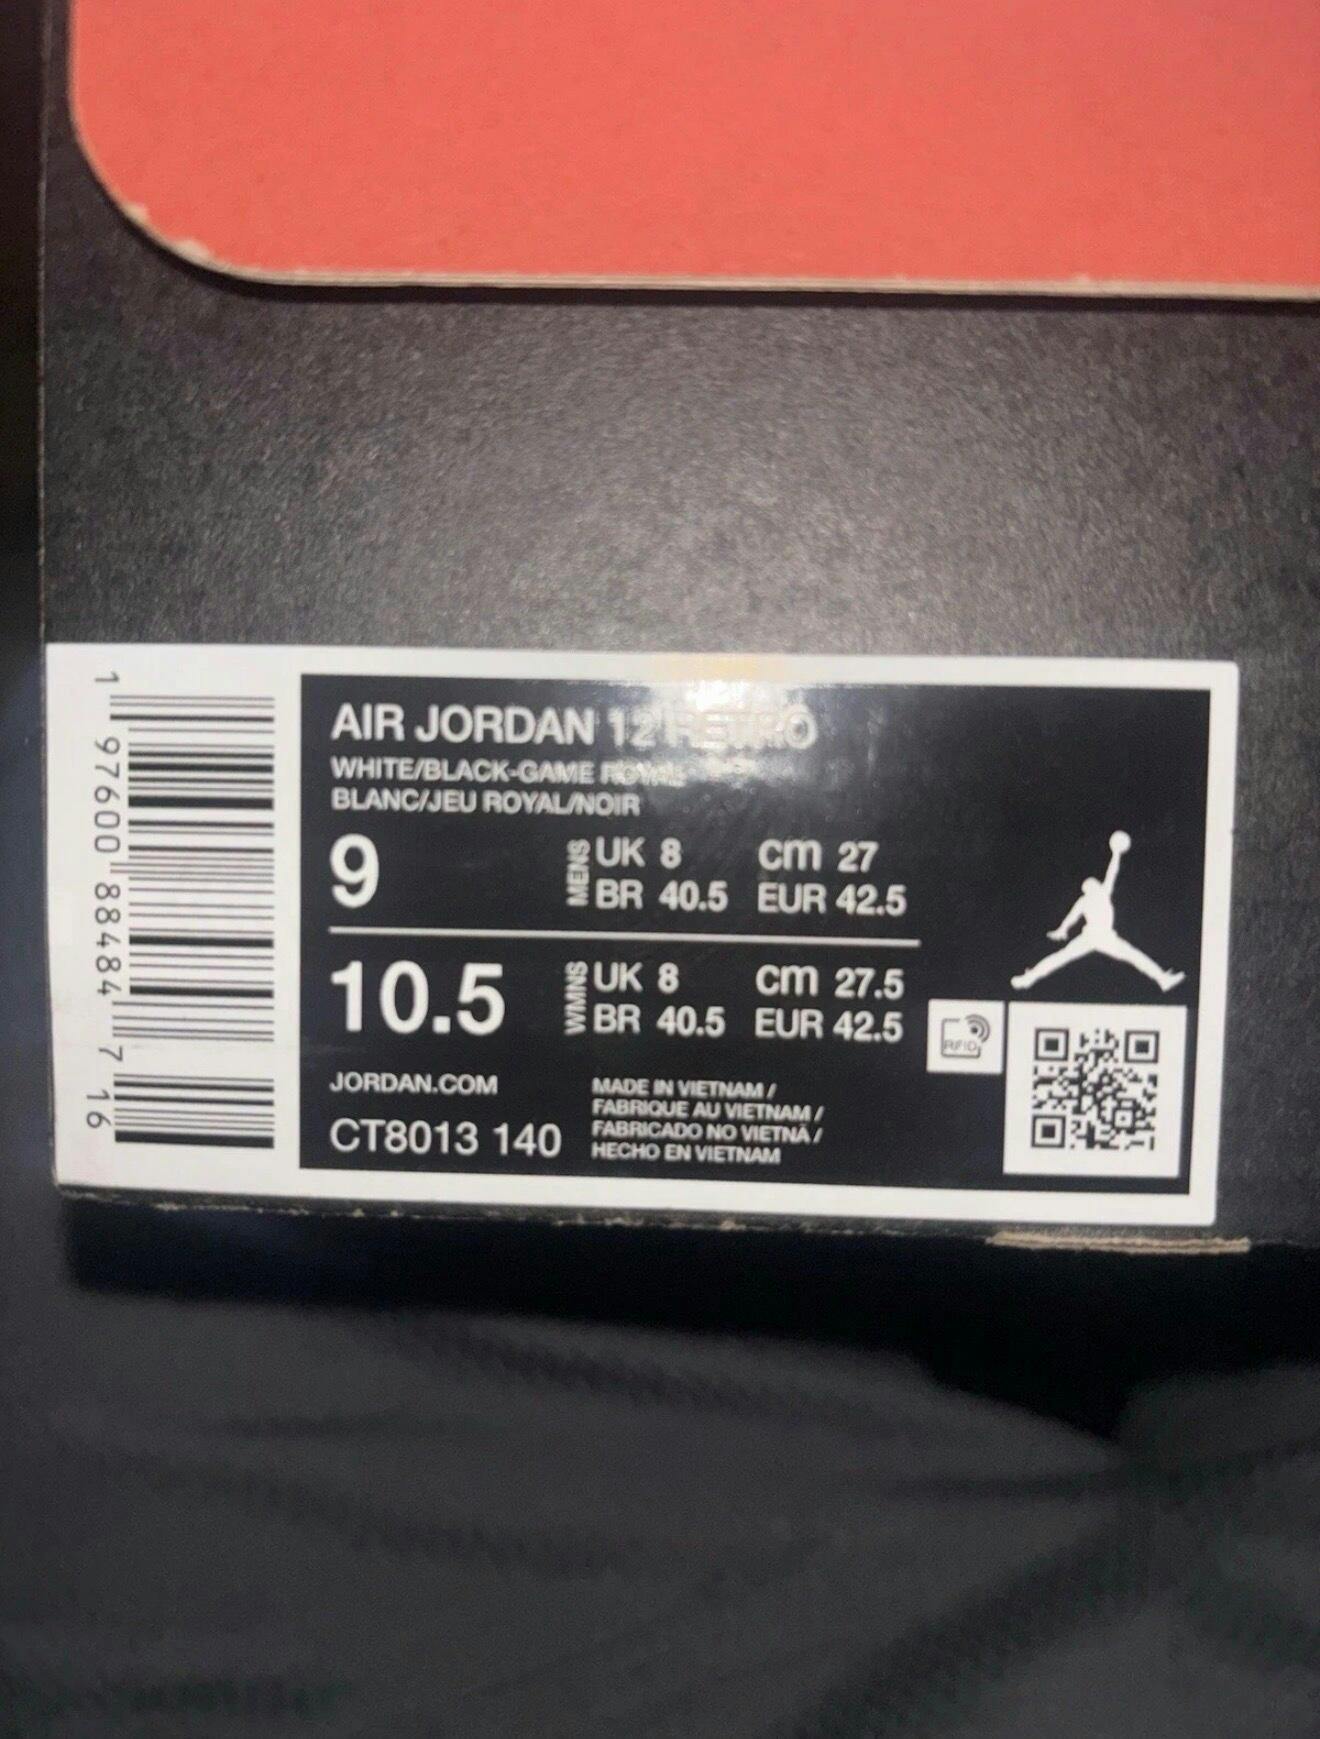 1 97600 88484 7 16
AIR JORDAN 12 RETRO
WHITE/BLACK-GAME ROYAL
BLANC/JEU ROYAL/NOIR
9 MENS UK 8 cm 27
BR 40.5 EUR 42.5
10.5 WMNS UK 8 cm 27.5
BR 40.5 EUR 42.5
RFID
JORDAN.COM
CT8013 140
MADE IN VIETNAM /
FABRIQUE AU VIETNAM /
FABRICADO NO VIETNÃ /
HECHO EN VIETNAM